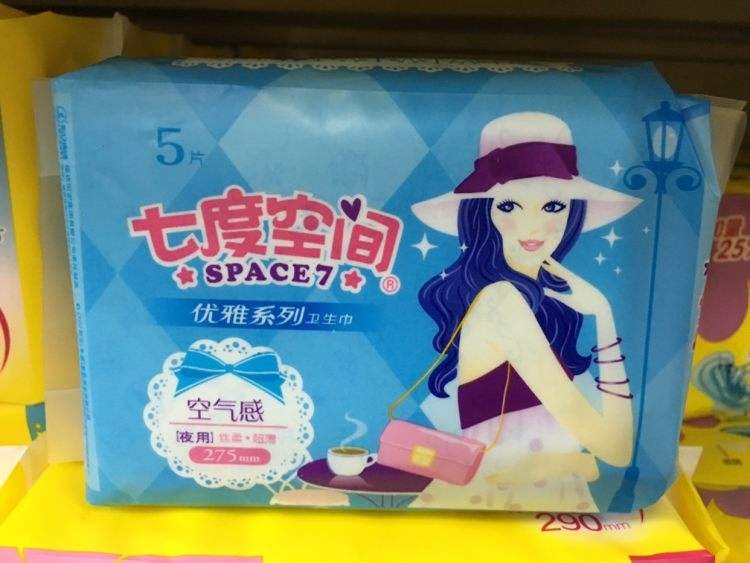 5片
七度空间
SPACE7®
优雅系列卫生巾
空气感
[夜用] 丝柔·超薄
275mm
290mm